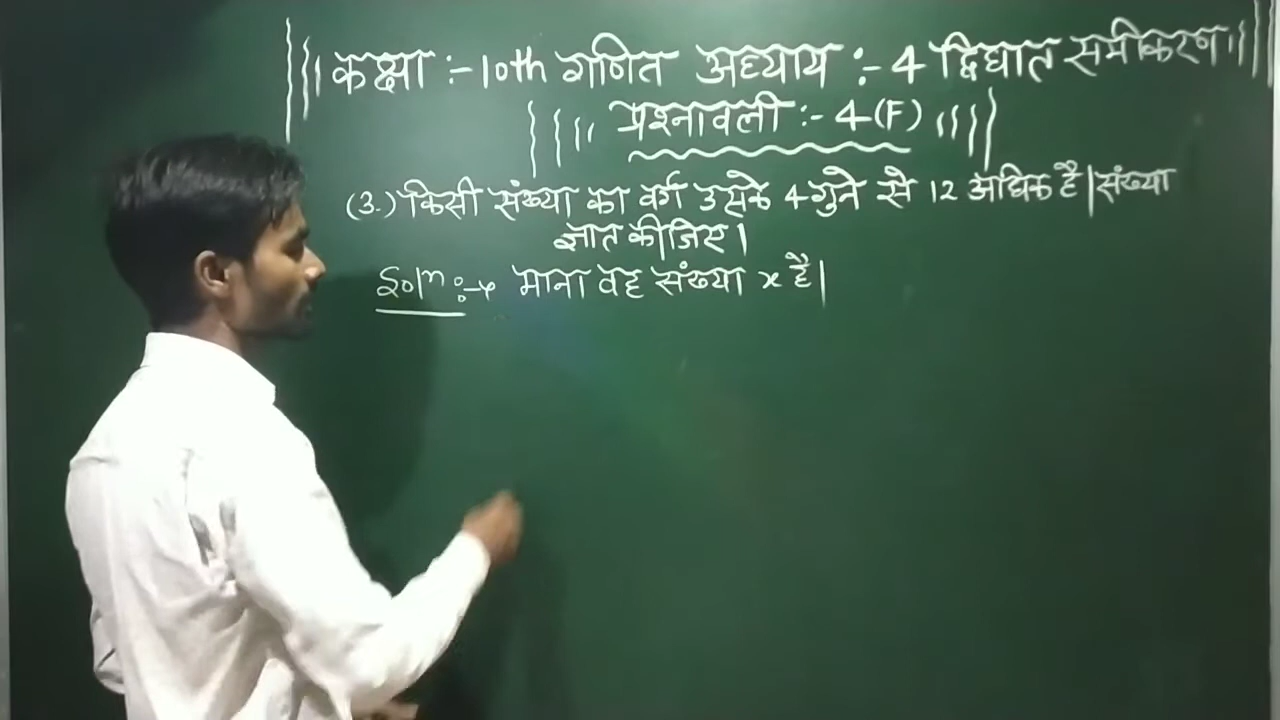 कक्षा :- 10th गणित अध्याय :- 4 द्विघात समीकरण
प्रश्नावली :- 4(F)
(3.) किसी संख्या का वर्ग उसके 4 गुने से 12 अधिक है। संख्या
ज्ञात कीजिए।
Solⁿ :→ माना वह संख्या x है।